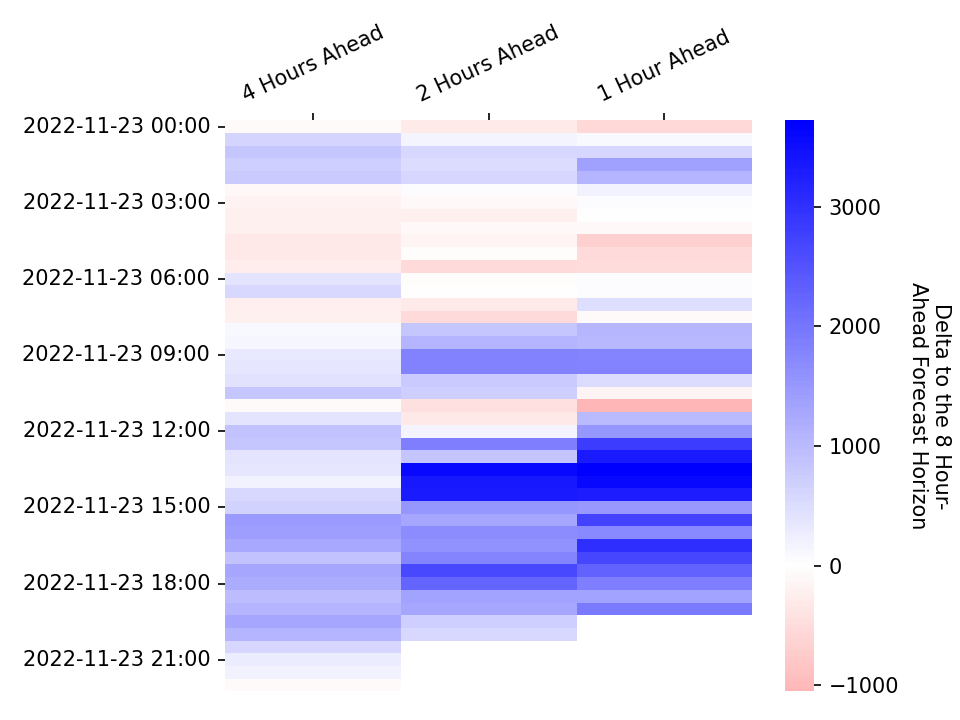 4 Hours Ahead
2 Hours Ahead
1 Hour Ahead
2022-11-23 00:00
2022-11-23 03:00
2022-11-23 06:00
2022-11-23 09:00
2022-11-23 12:00
2022-11-23 15:00
2022-11-23 18:00
2022-11-23 21:00
3000
2000
1000
0
−1000
Delta to the 8 Hour-
Ahead Forecast Horizon